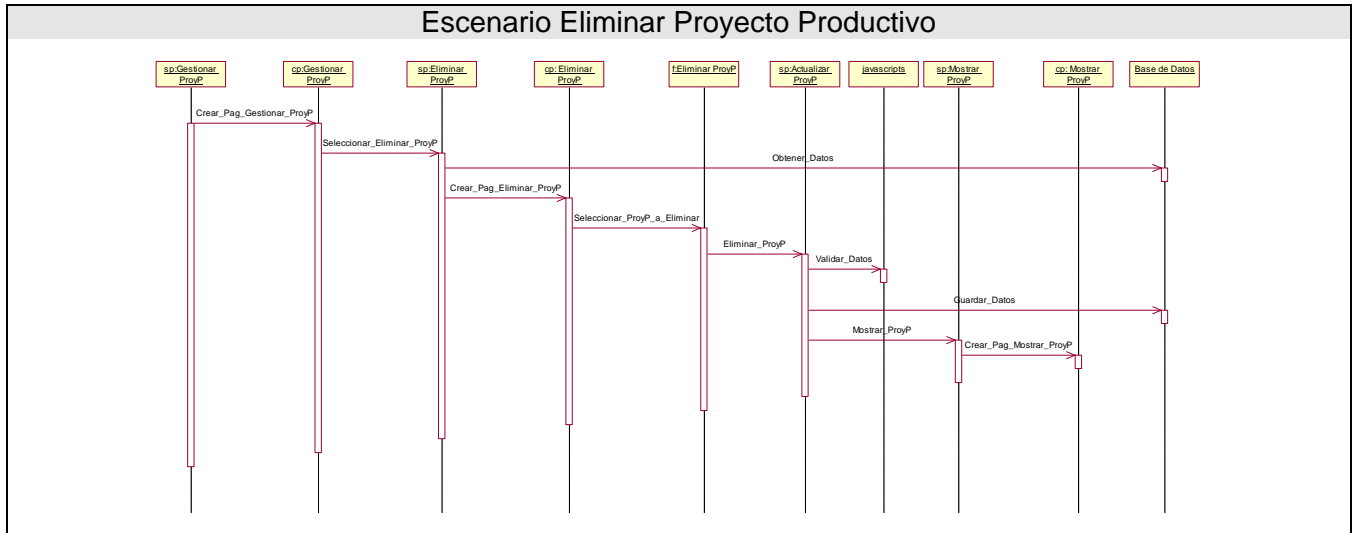 Escenario Eliminar Proyecto Productivo
sp:Gestionar
ProyP
cp:Gestionar
ProyP
sp:Eliminar
ProyP
cp: Eliminar
ProyP
f:Eliminar ProyP
sp:Actualizar
ProyP
javascripts
sp:Mostrar
ProyP
cp: Mostrar
ProyP
Base de Datos
Crear_Pag_Gestionar_ProyP
Seleccionar_Eliminar_ProyP
Obtener_Datos
Crear_Pag_Eliminar_ProyP
Seleccionar_ProyP_a_Eliminar
Eliminar_ProyP
Validar_Datos
Guardar_Datos
Mostrar_ProyP
Crear_Pag_Mostrar_ProyP